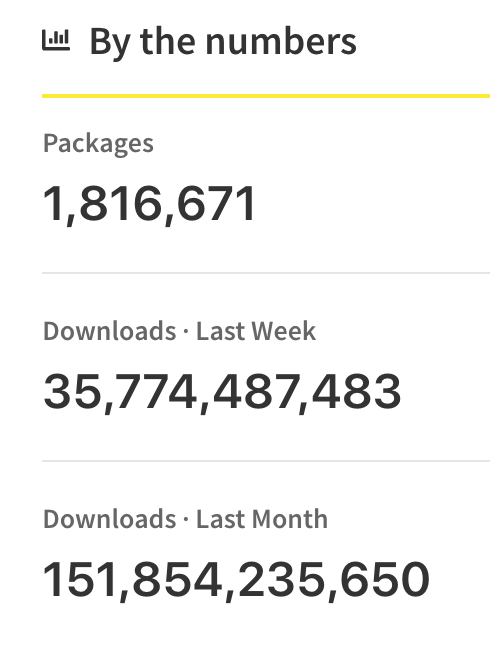 By the numbers
Packages
1,816,671
Downloads · Last Week
35,774,487,483
Downloads · Last Month
151,854,235,650